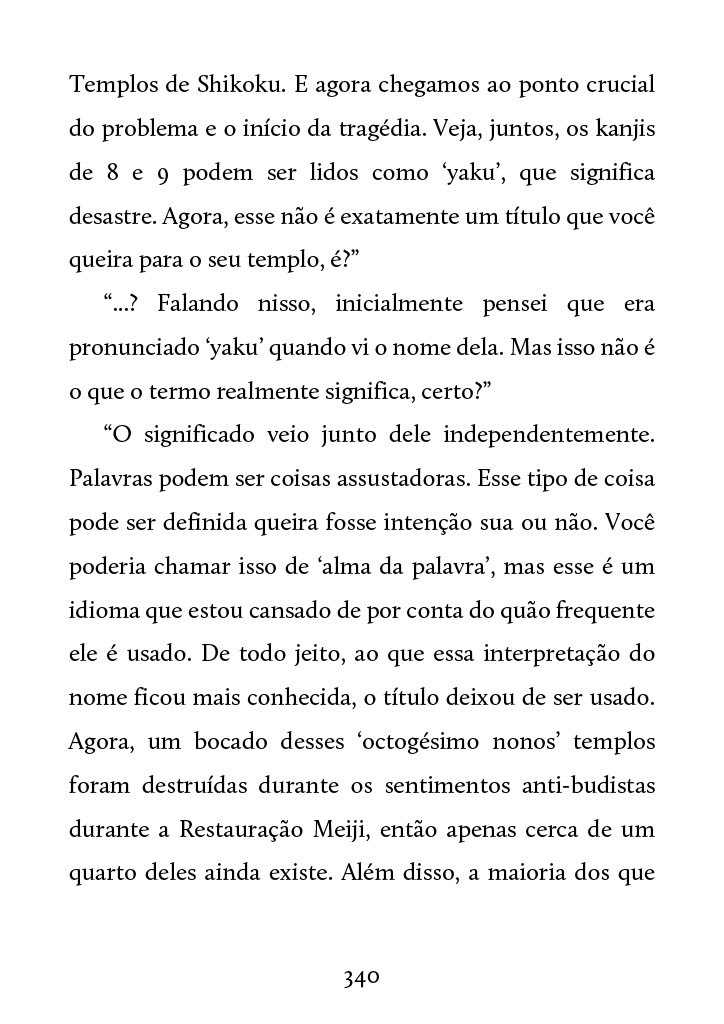 Templos de Shikoku. E agora chegamos ao ponto crucial
do problema e o início da tragédia. Veja, juntos, os kanjis
de 8 e 9 podem ser lidos como ‘yaku’, que significa
desastre. Agora, esse não é exatamente um título que você
queira para o seu templo, é?”
“...? Falando nisso, inicialmente pensei que era
pronunciado ‘yaku’ quando vi o nome dela. Mas isso não é
o que o termo realmente significa, certo?”
“O significado veio junto dele independentemente.
Palavras podem ser coisas assustadoras. Esse tipo de coisa
pode ser definida queira fosse intenção sua ou não. Você
poderia chamar isso de ‘alma da palavra’, mas esse é um
idioma que estou cansado de por conta do quão frequente
ele é usado. De todo jeito, ao que essa interpretação do
nome ficou mais conhecida, o título deixou de ser usado.
Agora, um bocado desses ‘octogésimo nonos’ templos
foram destruídas durante os sentimentos anti-budistas
durante a Restauração Meiji, então apenas cerca de um
quarto deles ainda existe. Além disso, a maioria dos que
340